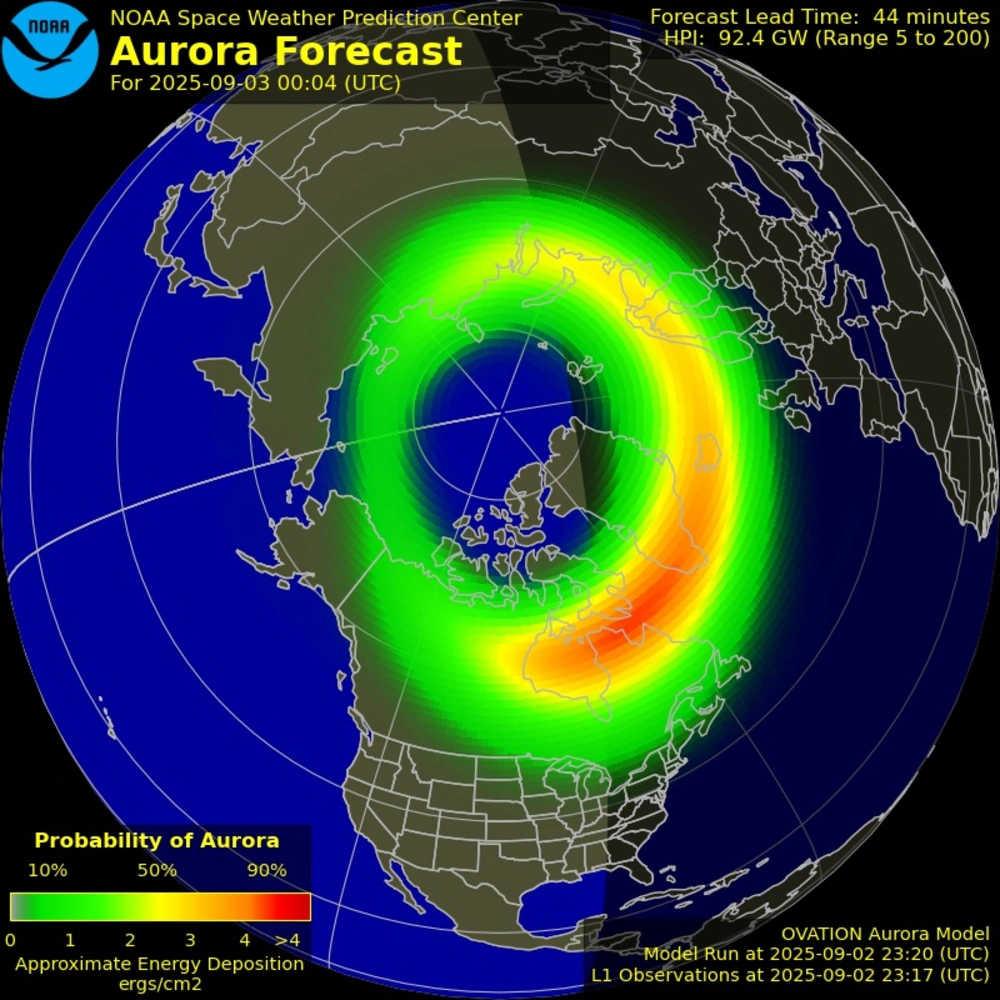 NOAA
NOAA Space Weather Prediction Center
Aurora Forecast
For 2025-09-03 00:04 (UTC)
Forecast Lead Time: 44 minutes
HPI: 92.4 GW (Range 5 to 200)
Probability of Aurora
10% 50% 90%
0 1 2 3 4 >4
Approximate Energy Deposition
ergs/cm2
OVATION Aurora Model
Model Run at 2025-09-02 23:20 (UTC)
L1 Observations at 2025-09-02 23:17 (UTC)